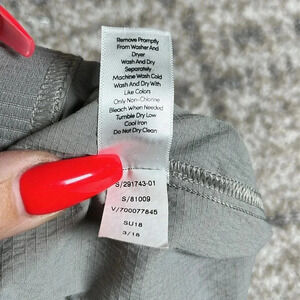 Remove Promptly
From Washer And
Dryer
Wash And Dry
Separately
Machine Wash Cold
Wash And Dry With
Like Colors
Only Non-Chlorine
Bleach When Needed
Tumble Dry Low
Cool Iron
Do Not Dry Clean
S/291743-01
S/81009
V/700077845
SU18
3/18